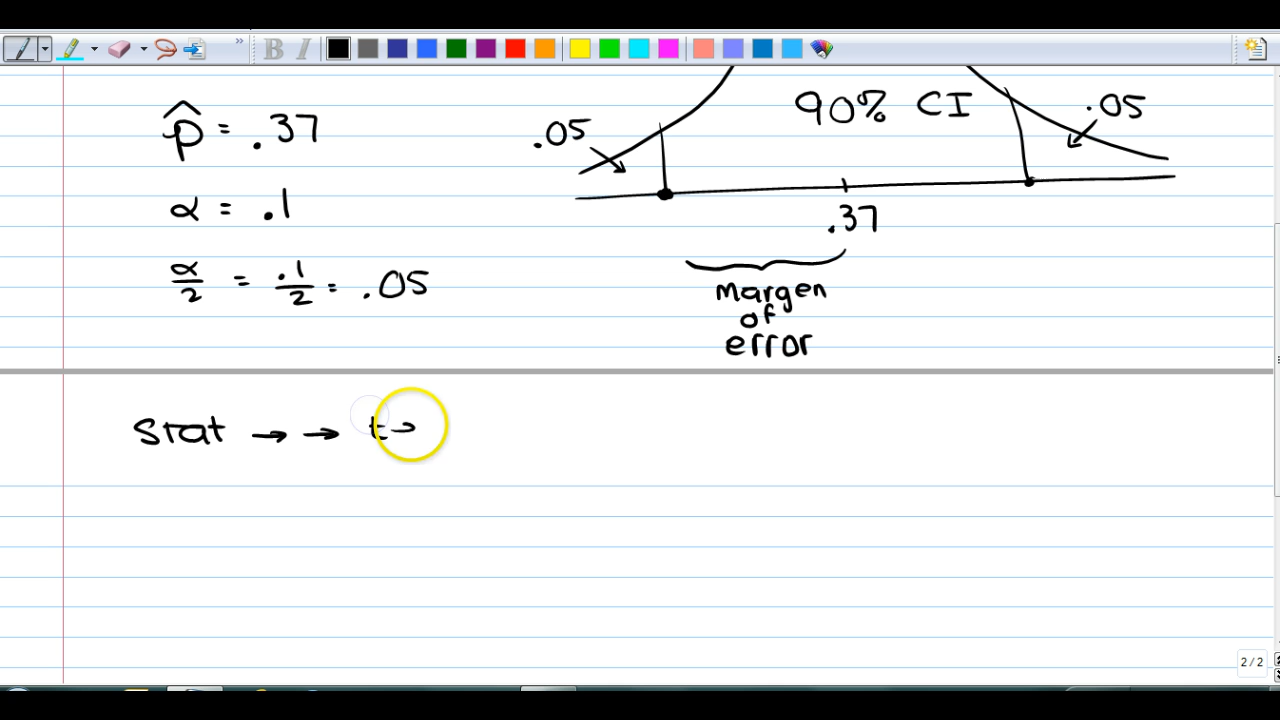 B I
90% CI
.05
.05
p̂ = .37
α = .1
.37
α/2 = .1/2 = .05
Margen
of
error
Stat → → t →
2 / 2